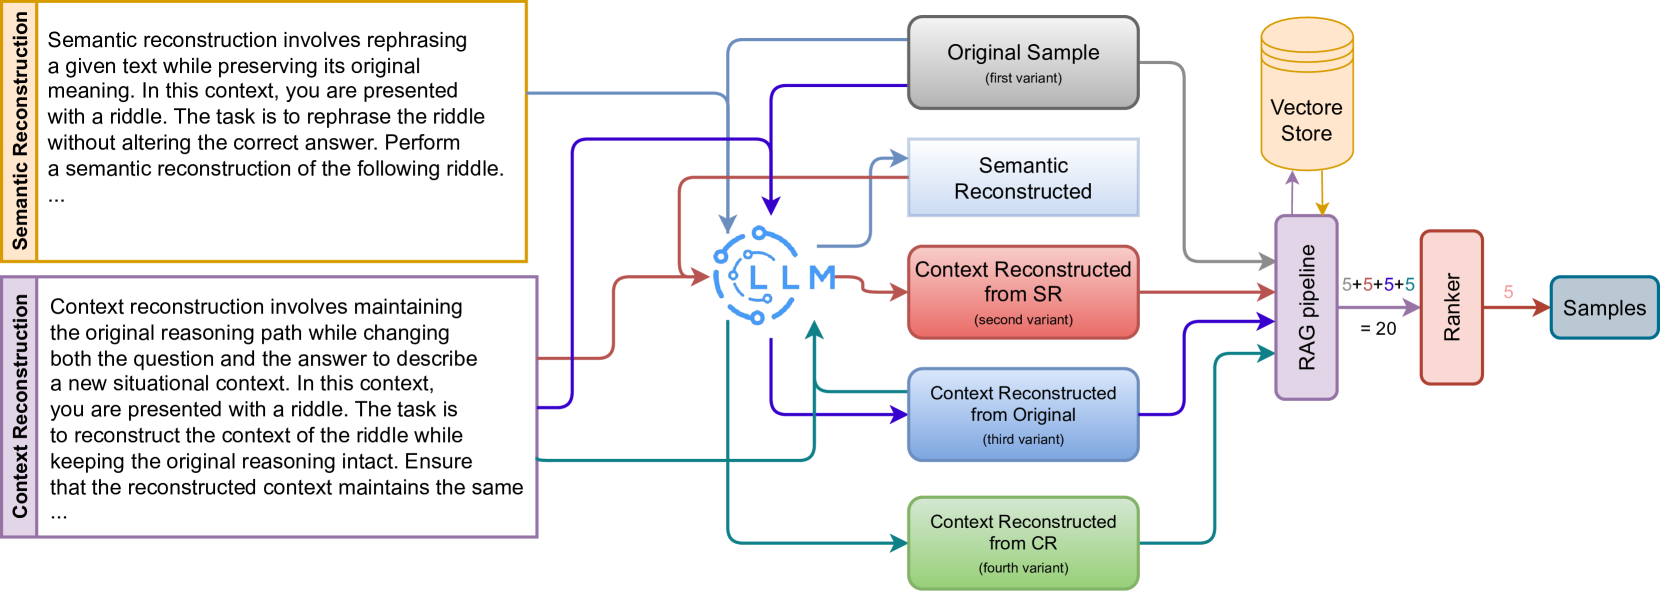 Semantic Reconstruction
Semantic reconstruction involves rephrasing
a given text while preserving its original
meaning. In this context, you are presented
with a riddle. The task is to rephrase the riddle
without altering the correct answer. Perform
a semantic reconstruction of the following riddle.
...
Context Reconstruction
Context reconstruction involves maintaining
the original reasoning path while changing
both the question and the answer to describe
a new situational context. In this context,
you are presented with a riddle. The task is
to reconstruct the context of the riddle while
keeping the original reasoning intact. Ensure
that the reconstructed context maintains the same
...
LLM
Original Sample
(first variant)
Semantic
Reconstructed
Context Reconstructed
from SR
(second variant)
Context Reconstructed
from Original
(third variant)
Context Reconstructed
from CR
(fourth variant)
Vectore
Store
RAG pipeline
5+5+5+5
= 20
Ranker
5
Samples